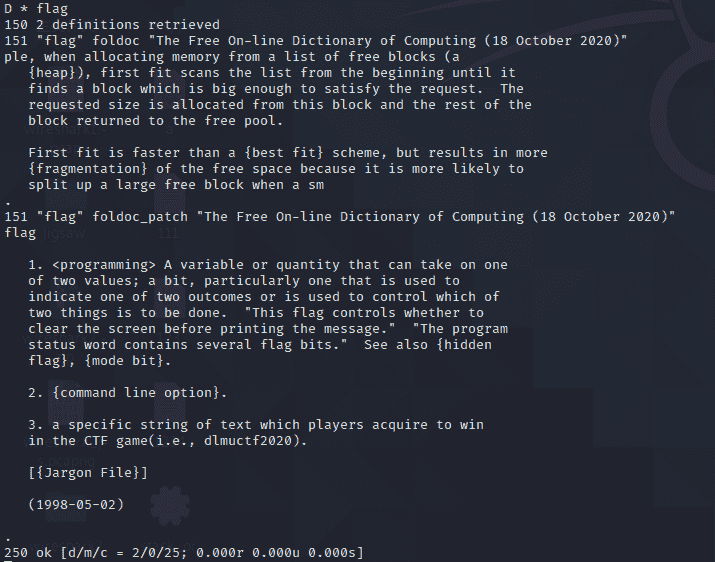 D * flag
150 2 definitions retrieved
151 "flag" foldoc "The Free On-line Dictionary of Computing (18 October 2020)"
ple, when allocating memory from a list of free blocks (a
{heap}), first fit scans the list from the beginning until it
finds a block which is big enough to satisfy the request.  The
requested size is allocated from this block and the rest of the
block returned to the free pool.
First fit is faster than a {best fit} scheme, but results in more
{fragmentation} of the free space because it is more likely to
split up a large free block when a sm
.
151 "flag" foldoc_patch "The Free On-line Dictionary of Computing (18 October 2020)"
flag
1. <programming> A variable or quantity that can take on one
of two values; a bit, particularly one that is used to
indicate one of two outcomes or is used to control which of
two things is to be done.  "This flag controls whether to
clear the screen before printing the message."  "The program
status word contains several flag bits."  See also {hidden
flag}, {mode bit}.
2. {command line option}.
3. a specific string of text which players acquire to win
in the CTF game(i.e., dlmuctf2020).
[{Jargon File}]
(1998-05-02)
.
250 ok [d/m/c = 2/0/25; 0.000r 0.000u 0.000s]